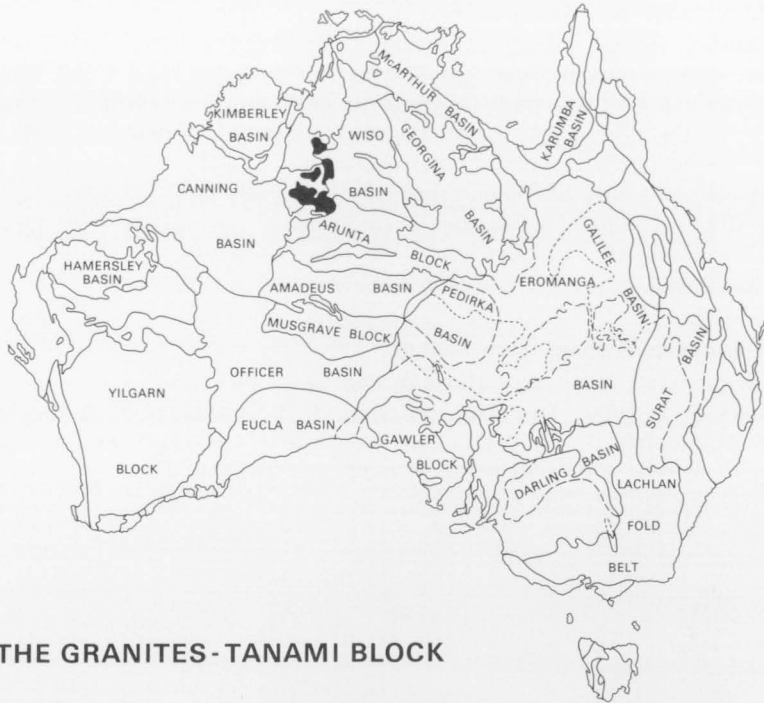 McARTHUR BASIN
KIMBERLEY
BASIN
WISO
BASIN
GEORGINA
BASIN
KARUMBA
BASIN
CANNING
BASIN
ARUNTA
BLOCK
GALILEE
BASIN
HAMERSLEY
BASIN
AMADEUS
BASIN
PEDIRKA
BASIN
EROMANGA
BASIN
MUSGRAVE BLOCK
OFFICER
BASIN
YILGARN
BLOCK
EUCLA BASIN
GAWLER
BLOCK
SURAT
BASIN
DARLING
BASIN
LACHLAN
FOLD
BELT
THE GRANITES-TANAMI BLOCK